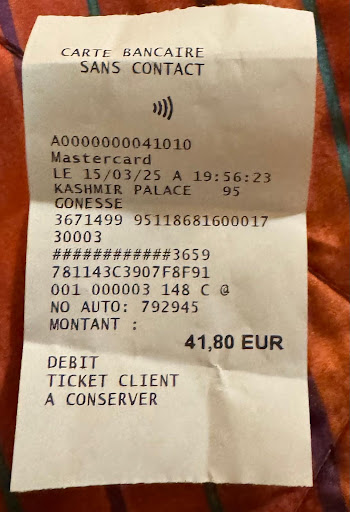 CARTE BANCAIRE
SANS CONTACT
A0000000041010
Mastercard
LE 15/03/25 A 19:56:23
KASHMIR PALACE 95
GONESSE
3671499 95118681600017
30003
############3659
781143C3907F8F91
001 000003 148 C @
NO AUTO: 792945
MONTANT :
41,80 EUR
DEBIT
TICKET CLIENT
A CONSERVER